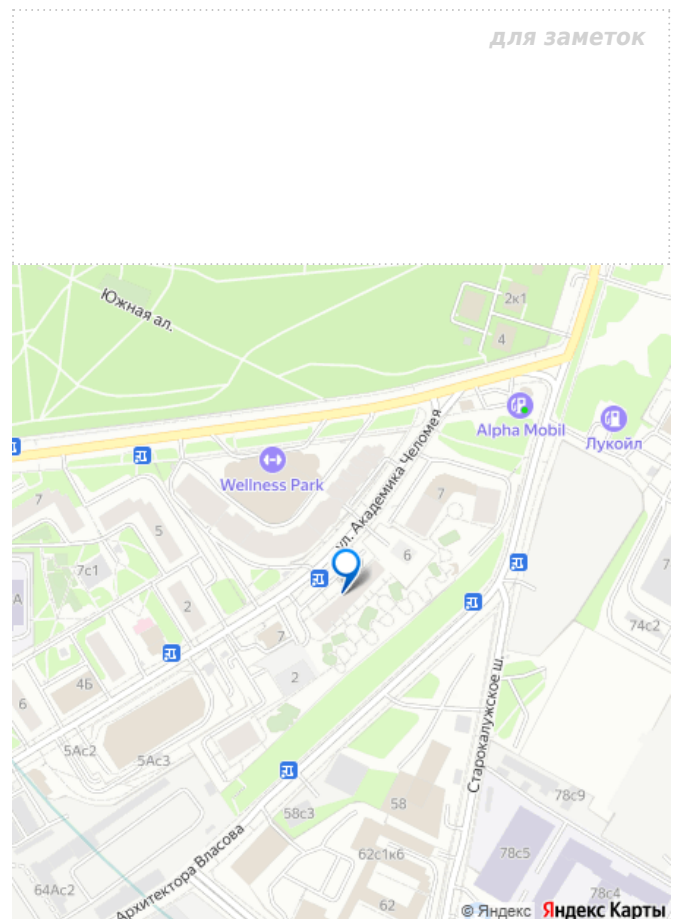 для заметок
Южная ал.
2к1
4
Alpha Mobil
Лукойл
Wellness Park
ул. Академика Челомея
7
7
5
6
7с1
2
7
74с2
4Б
2
6
5Ас2
5Ас3
Старокалужское ш.
58с3
58
78с9
62с1к6
78с5
Архитектора Власова
64Ас2
62
78с4
© Яндекс Яндекс Карты